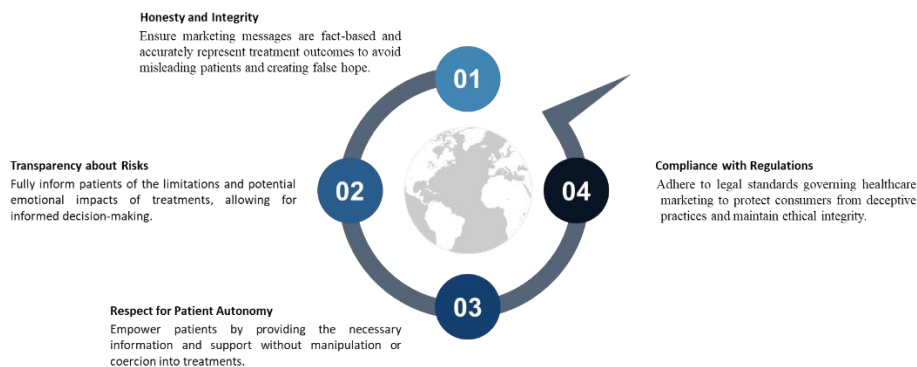 Honesty and Integrity
Ensure marketing messages are fact-based and
accurately represent treatment outcomes to avoid
misleading patients and creating false hope.
01
Transparency about Risks
Fully inform patients of the limitations and potential
emotional impacts of treatments, allowing for
informed decision-making.
02
04
Compliance with Regulations
Adhere to legal standards governing healthcare
marketing to protect consumers from deceptive
practices and maintain ethical integrity.
03
Respect for Patient Autonomy
Empower patients by providing the necessary
information and support without manipulation or
coercion into treatments.